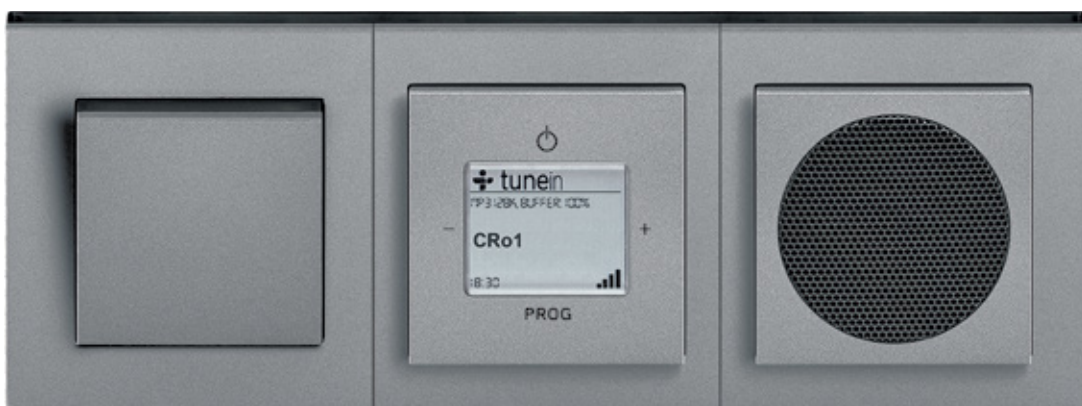 tunein
MP3 128K, BUFFER: 100%
- +
CRo1
18:30
PROG